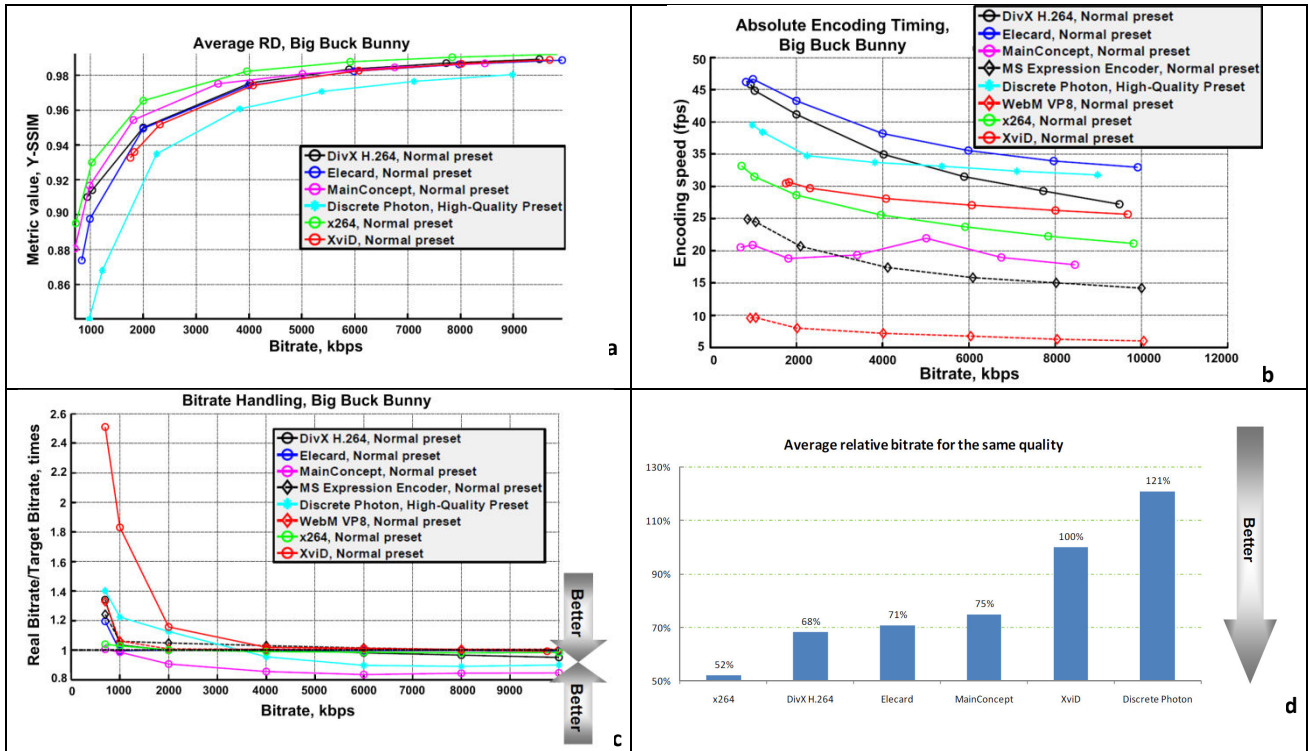 Average RD, Big Buck Bunny
Metric value, Y-SSIM
0.98
0.96
0.94
0.92
0.90
0.88
0.86
DivX H.264, Normal preset
Elecard, Normal preset
MainConcept, Normal preset
Discrete Photon, High-Quality Preset
x264, Normal preset
XviD, Normal preset
1000 2000 3000 4000 5000 6000 7000 8000 9000
Bitrate, kbps
a
Absolute Encoding Timing,
Big Buck Bunny
DivX H.264, Normal preset
Elecard, Normal preset
MainConcept, Normal preset
MS Expression Encoder, Normal preset
Discrete Photon, High-Quality Preset
WebM VP8, Normal preset
x264, Normal preset
XviD, Normal preset
Encoding speed (fps)
50
45
40
35
30
25
20
15
10
5
0 2000 4000 6000 8000 10000 12000
Bitrate, kbps
b
Bitrate Handling, Big Buck Bunny
Real Bitrate/Target Bitrate, times
2.6
2.4
2.2
2
1.8
1.6
1.4
1.2
1
0.8
DivX H.264, Normal preset
Elecard, Normal preset
MainConcept, Normal preset
MS Expression Encoder, Normal preset
Discrete Photon, High-Quality Preset
WebM VP8, Normal preset
x264, Normal preset
XviD, Normal preset
0 1000 2000 3000 4000 5000 6000 7000 8000 9000
Bitrate, kbps
Better
Better
c
Average relative bitrate for the same quality
130%
110%
90%
70%
50%
52%
68%
71%
75%
100%
121%
x264 DivX H.264 Elecard MainConcept XviD Discrete Photon
Better
d